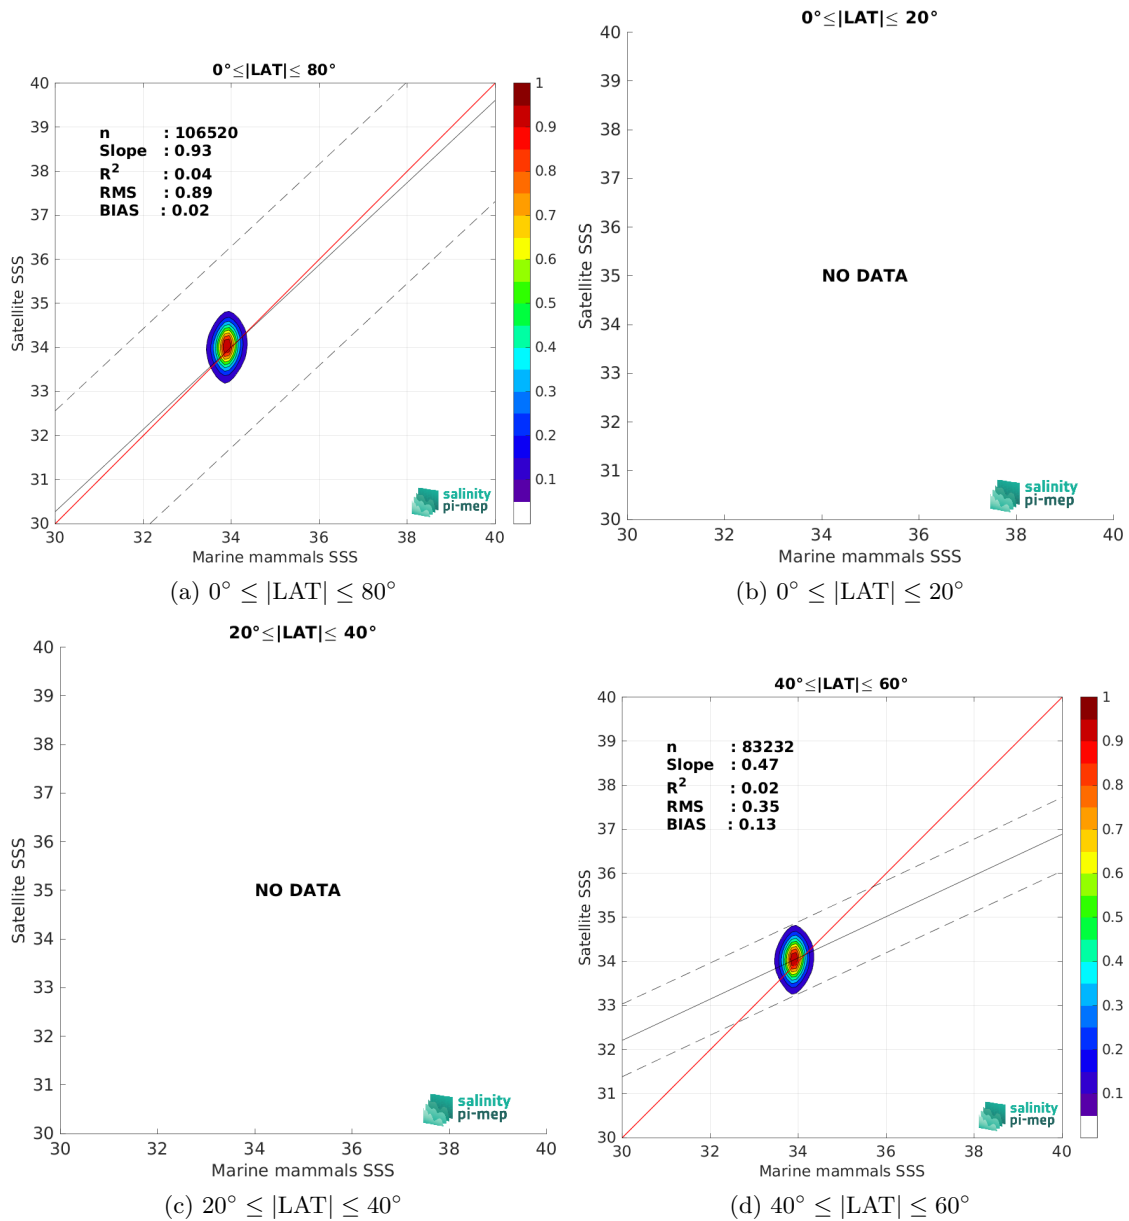 0°≤|LAT|≤ 80°
40
39
38
37
36
35
34
33
32
31
30
30
32
34
36
38
40
Satellite SSS
Marine mammals SSS
n : 106520
Slope : 0.93
R² : 0.04
RMS : 0.89
BIAS : 0.02
salinity
pi-mep
1
0.9
0.8
0.7
0.6
0.5
0.4
0.3
0.2
0.1
(a) 0° ≤ |LAT| ≤ 80°
0°≤|LAT|≤ 20°
40
39
38
37
36
35
34
33
32
31
30
30
32
34
36
38
40
Satellite SSS
Marine mammals SSS
NO DATA
salinity
pi-mep
(b) 0° ≤ |LAT| ≤ 20°
20°≤|LAT|≤ 40°
40
39
38
37
36
35
34
33
32
31
30
30
32
34
36
38
40
Satellite SSS
Marine mammals SSS
NO DATA
salinity
pi-mep
(c) 20° ≤ |LAT| ≤ 40°
40°≤|LAT|≤ 60°
40
39
38
37
36
35
34
33
32
31
30
30
32
34
36
38
40
Satellite SSS
Marine mammals SSS
n : 83232
Slope : 0.47
R² : 0.02
RMS : 0.35
BIAS : 0.13
salinity
pi-mep
1
0.9
0.8
0.7
0.6
0.5
0.4
0.3
0.2
0.1
(d) 40° ≤ |LAT| ≤ 60°